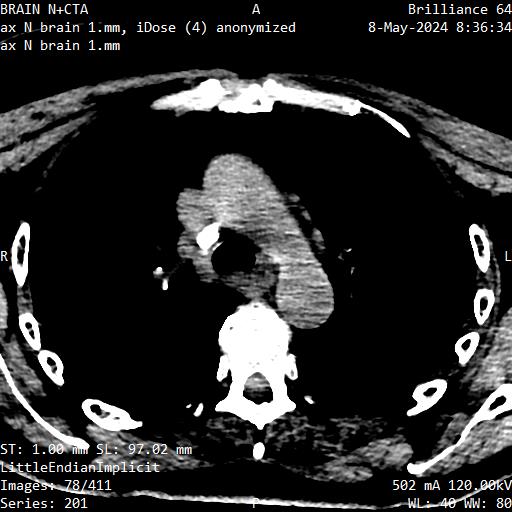 BRAIN N+CTA A Brilliance 64
ax N brain 1.mm, iDose (4) anonymized 8-May-2024 8:36:34
ax N brain 1.mm
R L
ST: 1.00 mm SL: 97.02 mm
LittleEndianImplicit
Images: 78/411 502 mA 120.00kV
Series: 201 P WL: 40 WW: 80